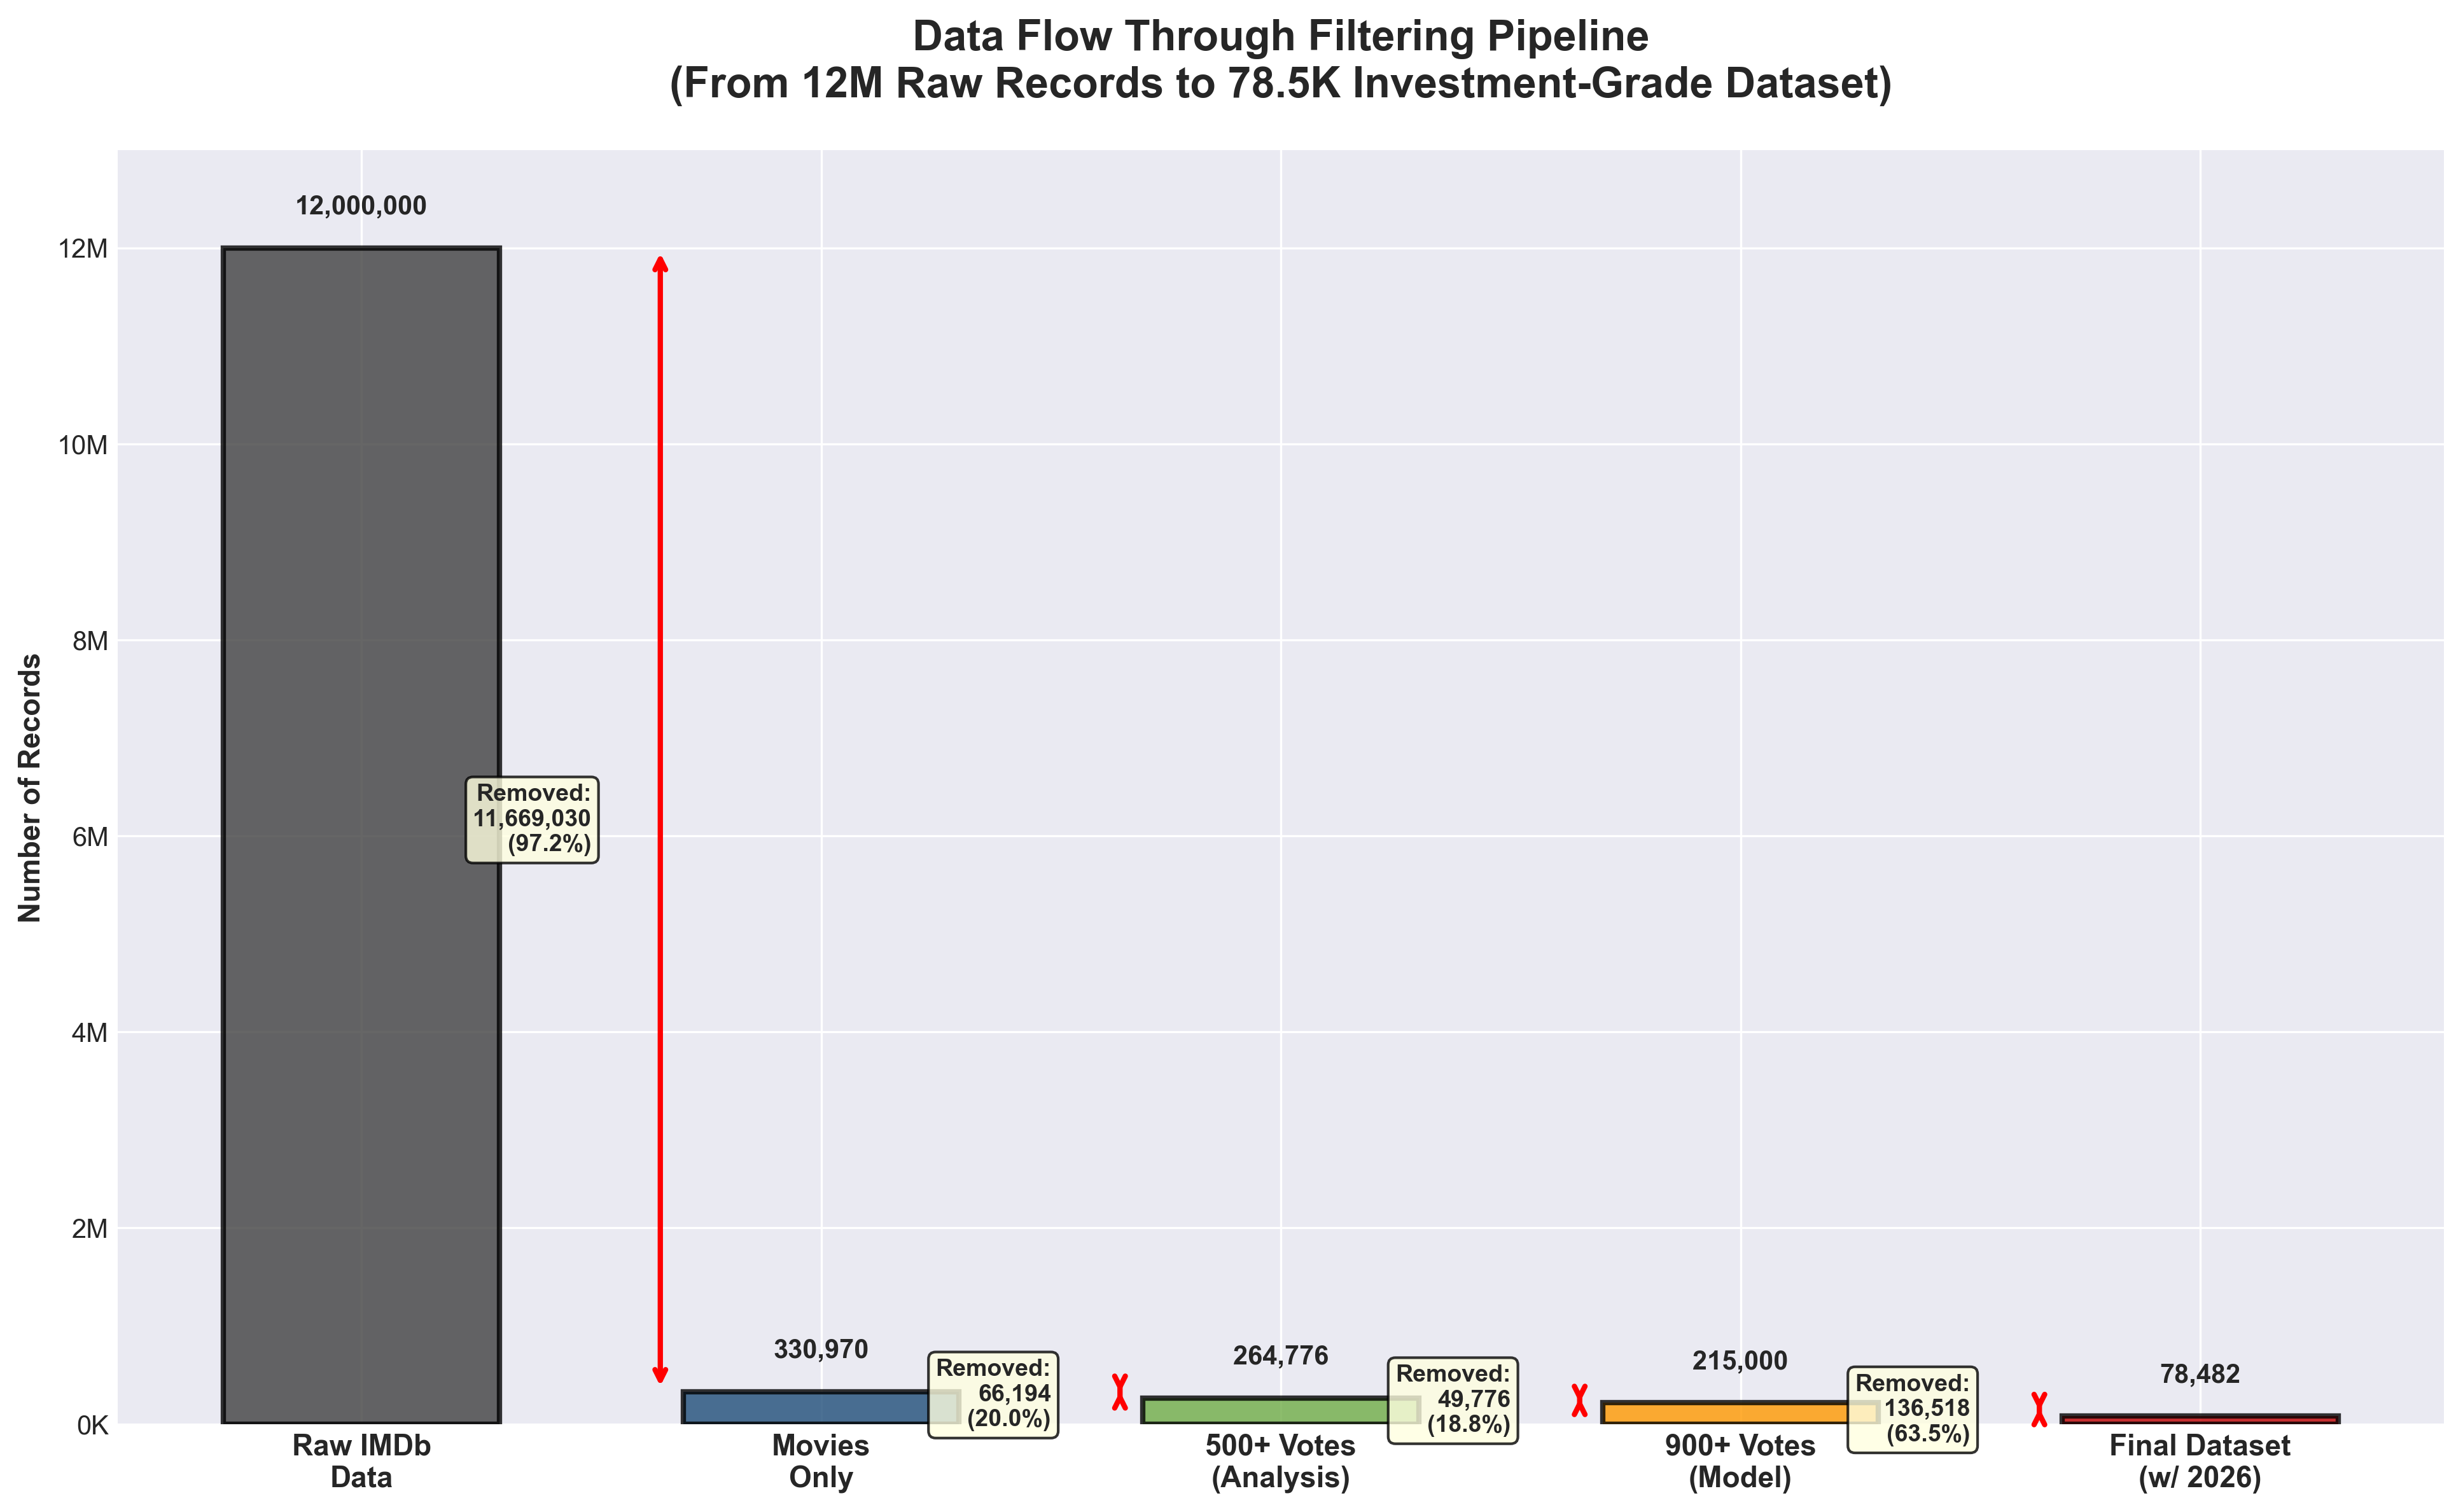 Data Flow Through Filtering Pipeline
(From 12M Raw Records to 78.5K Investment-Grade Dataset)
Number of Records
12M
10M
8M
6M
4M
2M
0K
12,000,000
Removed:
11,669,030
(97.2%)
330,970
Removed:
66,194
(20.0%)
264,776
Removed:
49,776
(18.8%)
215,000
Removed:
136,518
(63.5%)
78,482
Raw IMDb
Data
Movies
Only
500+ Votes
(Analysis)
900+ Votes
(Model)
Final Dataset
(w/ 2026)